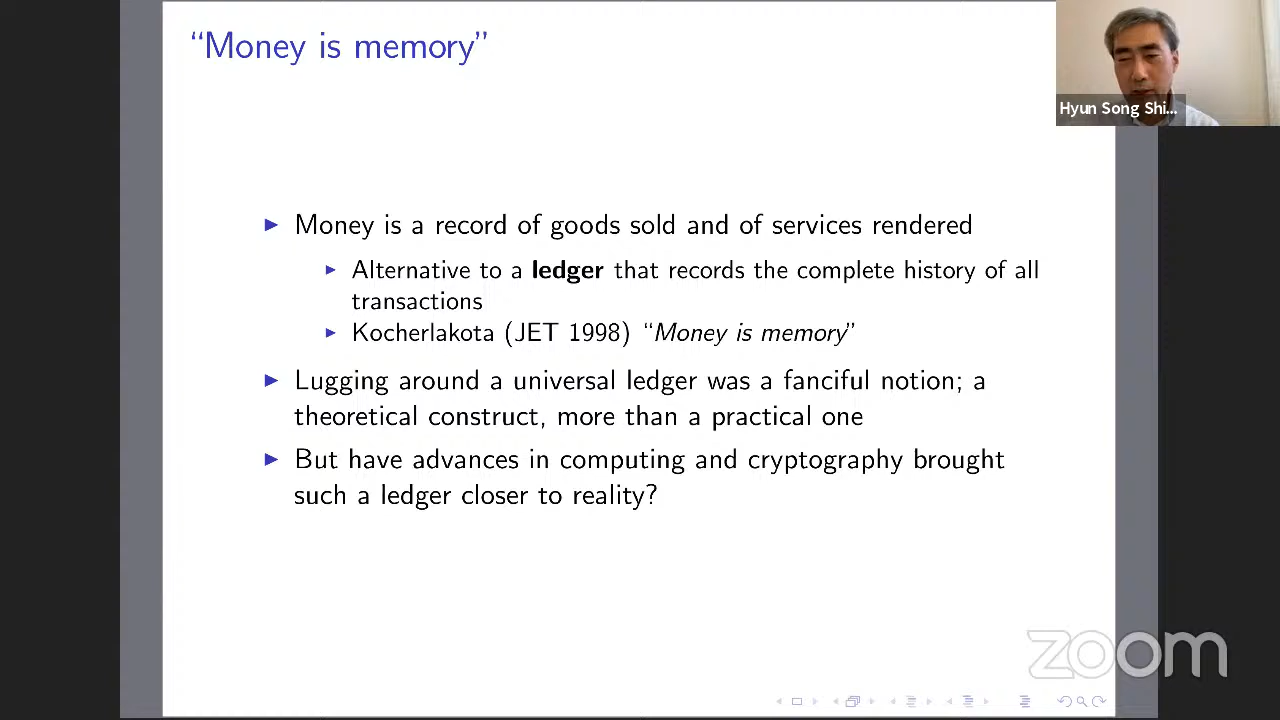 “Money is memory”
Hyun Song Shi...
Money is a record of goods sold and of services rendered
Alternative to a ledger that records the complete history of all
transactions
Kocherlakota (JET 1998) “Money is memory”
Lugging around a universal ledger was a fanciful notion; a
theoretical construct, more than a practical one
But have advances in computing and cryptography brought
such a ledger closer to reality?
zoom